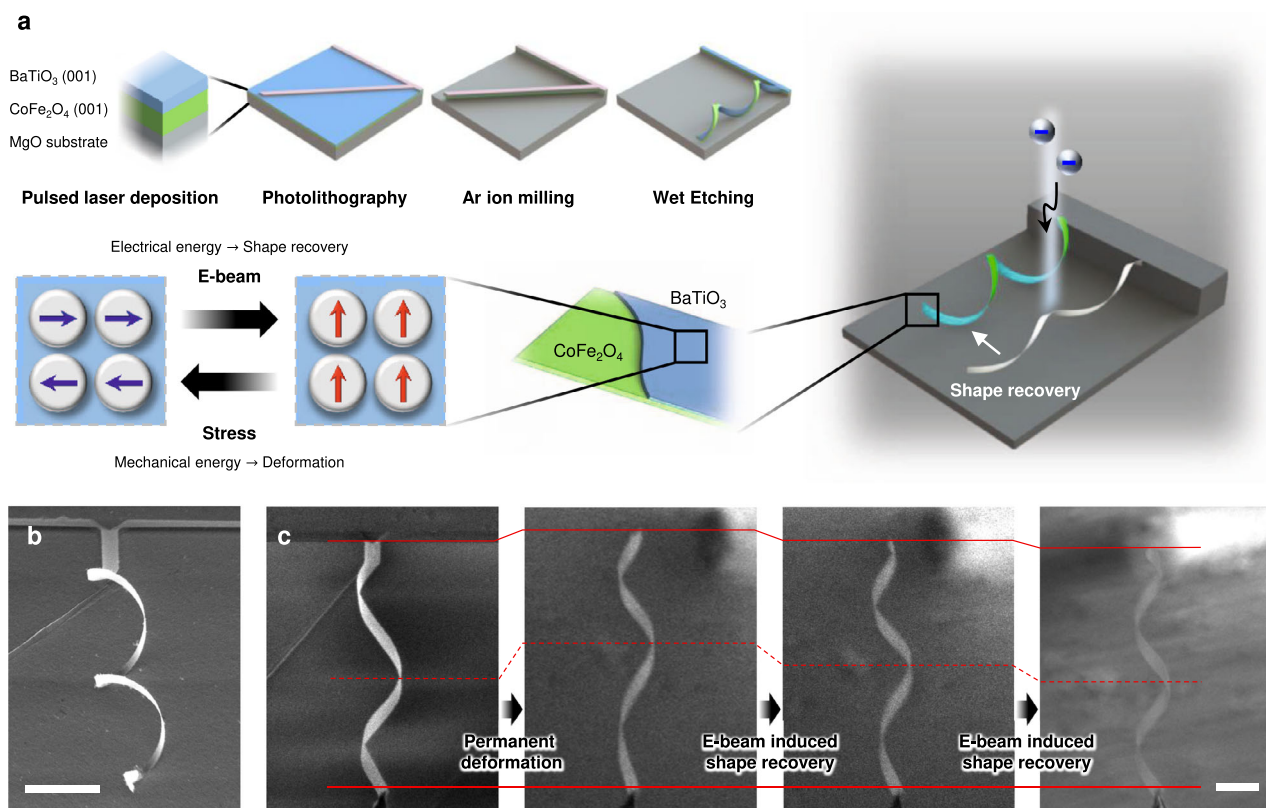 a
BaTiO₃ (001)
CoFe₂O₄ (001)
MgO substrate
Pulsed laser deposition
Photolithography
Ar ion milling
Wet Etching
Electrical energy → Shape recovery
E-beam
Stress
Mechanical energy → Deformation
BaTiO₃
CoFe₂O₄
Shape recovery
b
c
Permanent
deformation
E-beam induced
shape recovery
E-beam induced
shape recovery